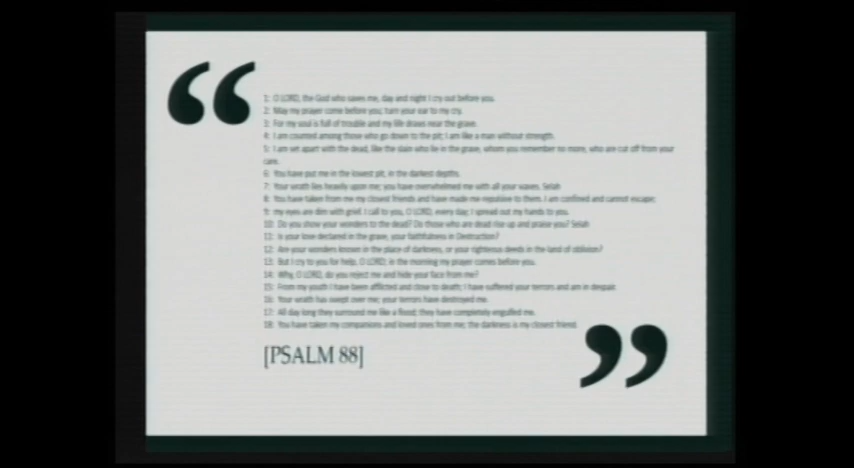 “
1: O LORD, the God who saves me, day and night I cry out before you.
2: May my prayer come before you; turn your ear to my cry.
3: For my soul is full of trouble and my life draws near the grave.
4: I am counted among those who go down to the pit; I am like a man without strength.
5: I am set apart with the dead, like the slain who lie in the grave, whom you remember no more, who are cut off from your
care.
6: You have put me in the lowest pit, in the darkest depths.
7: Your wrath lies heavily upon me; you have overwhelmed me with all your waves. Selah
8: You have taken from me my closest friends and have made me repulsive to them. I am confined and cannot escape;
9: my eyes are dim with grief. I call to you, O LORD, every day; I spread out my hands to you.
10: Do you show your wonders to the dead? Do those who are dead rise up and praise you? Selah
11: Is your love declared in the grave, your faithfulness in Destruction?
12: Are your wonders known in the place of darkness, or your righteous deeds in the land of oblivion?
13: But I cry to you for help, O LORD; in the morning my prayer comes before you.
14: Why, O LORD, do you reject me and hide your face from me?
15: From my youth I have been afflicted and close to death; I have suffered your terrors and am in despair.
16: Your wrath has swept over me; your terrors have destroyed me.
17: All day long they surround me like a flood; they have completely engulfed me.
18: You have taken my companions and loved ones from me; the darkness is my closest friend.
”
[PSALM 88]